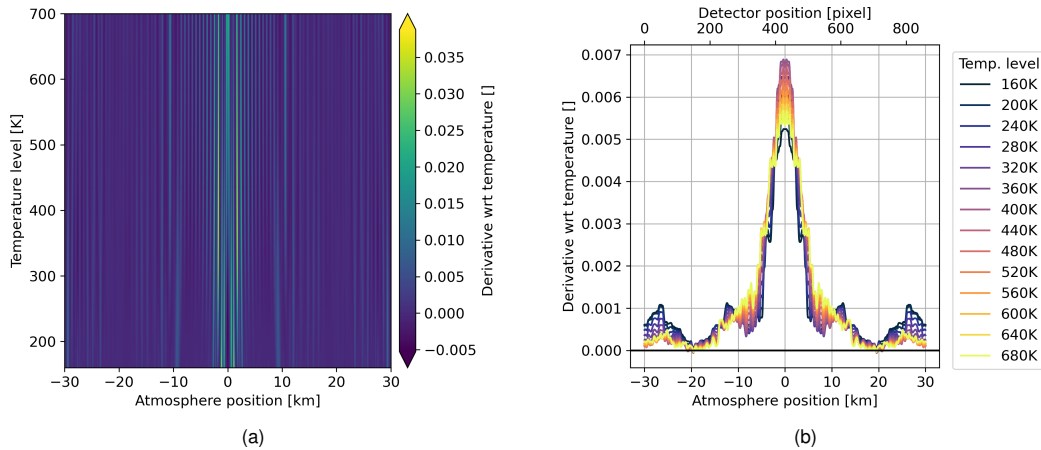 700
600
500
400
300
200
Temperature level [K]
−30
−20
−10
0
10
20
30
Atmosphere position [km]
0.035
0.030
0.025
0.020
0.015
0.010
0.005
0.000
−0.005
Derivative wrt temperature []
(a)
Detector position [pixel]
0
200
400
600
800
0.007
0.006
0.005
0.004
0.003
0.002
0.001
0.000
Derivative wrt temperature []
−30
−20
−10
0
10
20
30
Atmosphere position [km]
Temp. level
160K
200K
240K
280K
320K
360K
400K
440K
480K
520K
560K
600K
640K
680K
(b)